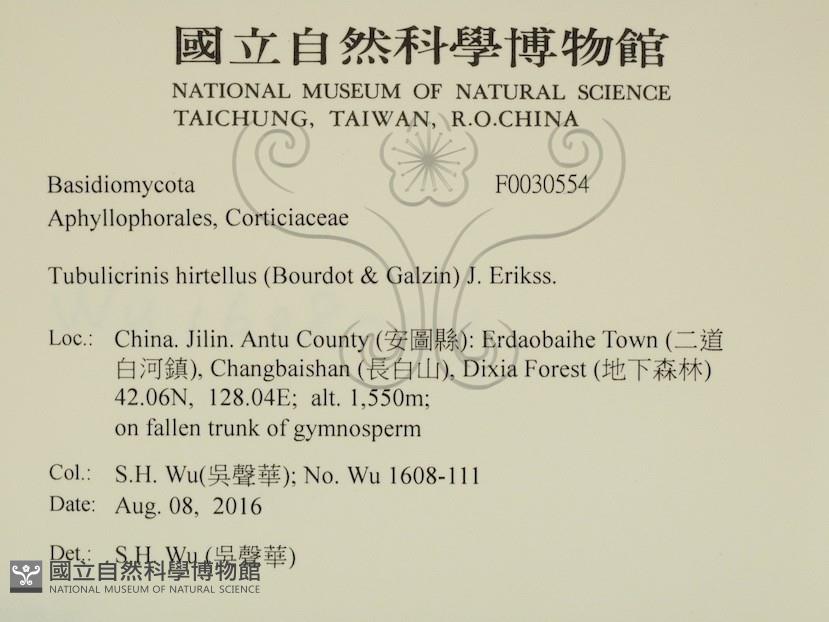 國立自然科學博物館
NATIONAL MUSEUM OF NATURAL SCIENCE
TAICHUNG, TAIWAN, R.O.CHINA
Basidiomycota F0030554
Aphyllophorales, Corticiaceae
Tubulicrinis hirtellus (Bourdot & Galzin) J. Erikss.
Loc.: China. Jilin. Antu County (安圖縣): Erdaobaihe Town (二道
白河鎮), Changbaishan (長白山), Dixia Forest (地下森林)
42.06N, 128.04E; alt. 1,550m;
on fallen trunk of gymnosperm
Col.: S.H. Wu(吳聲華); No. Wu 1608-111
Date: Aug. 08, 2016
Det.: S.H. Wu (吳聲華)
國立自然科學博物館
NATIONAL MUSEUM OF NATURAL SCIENCE